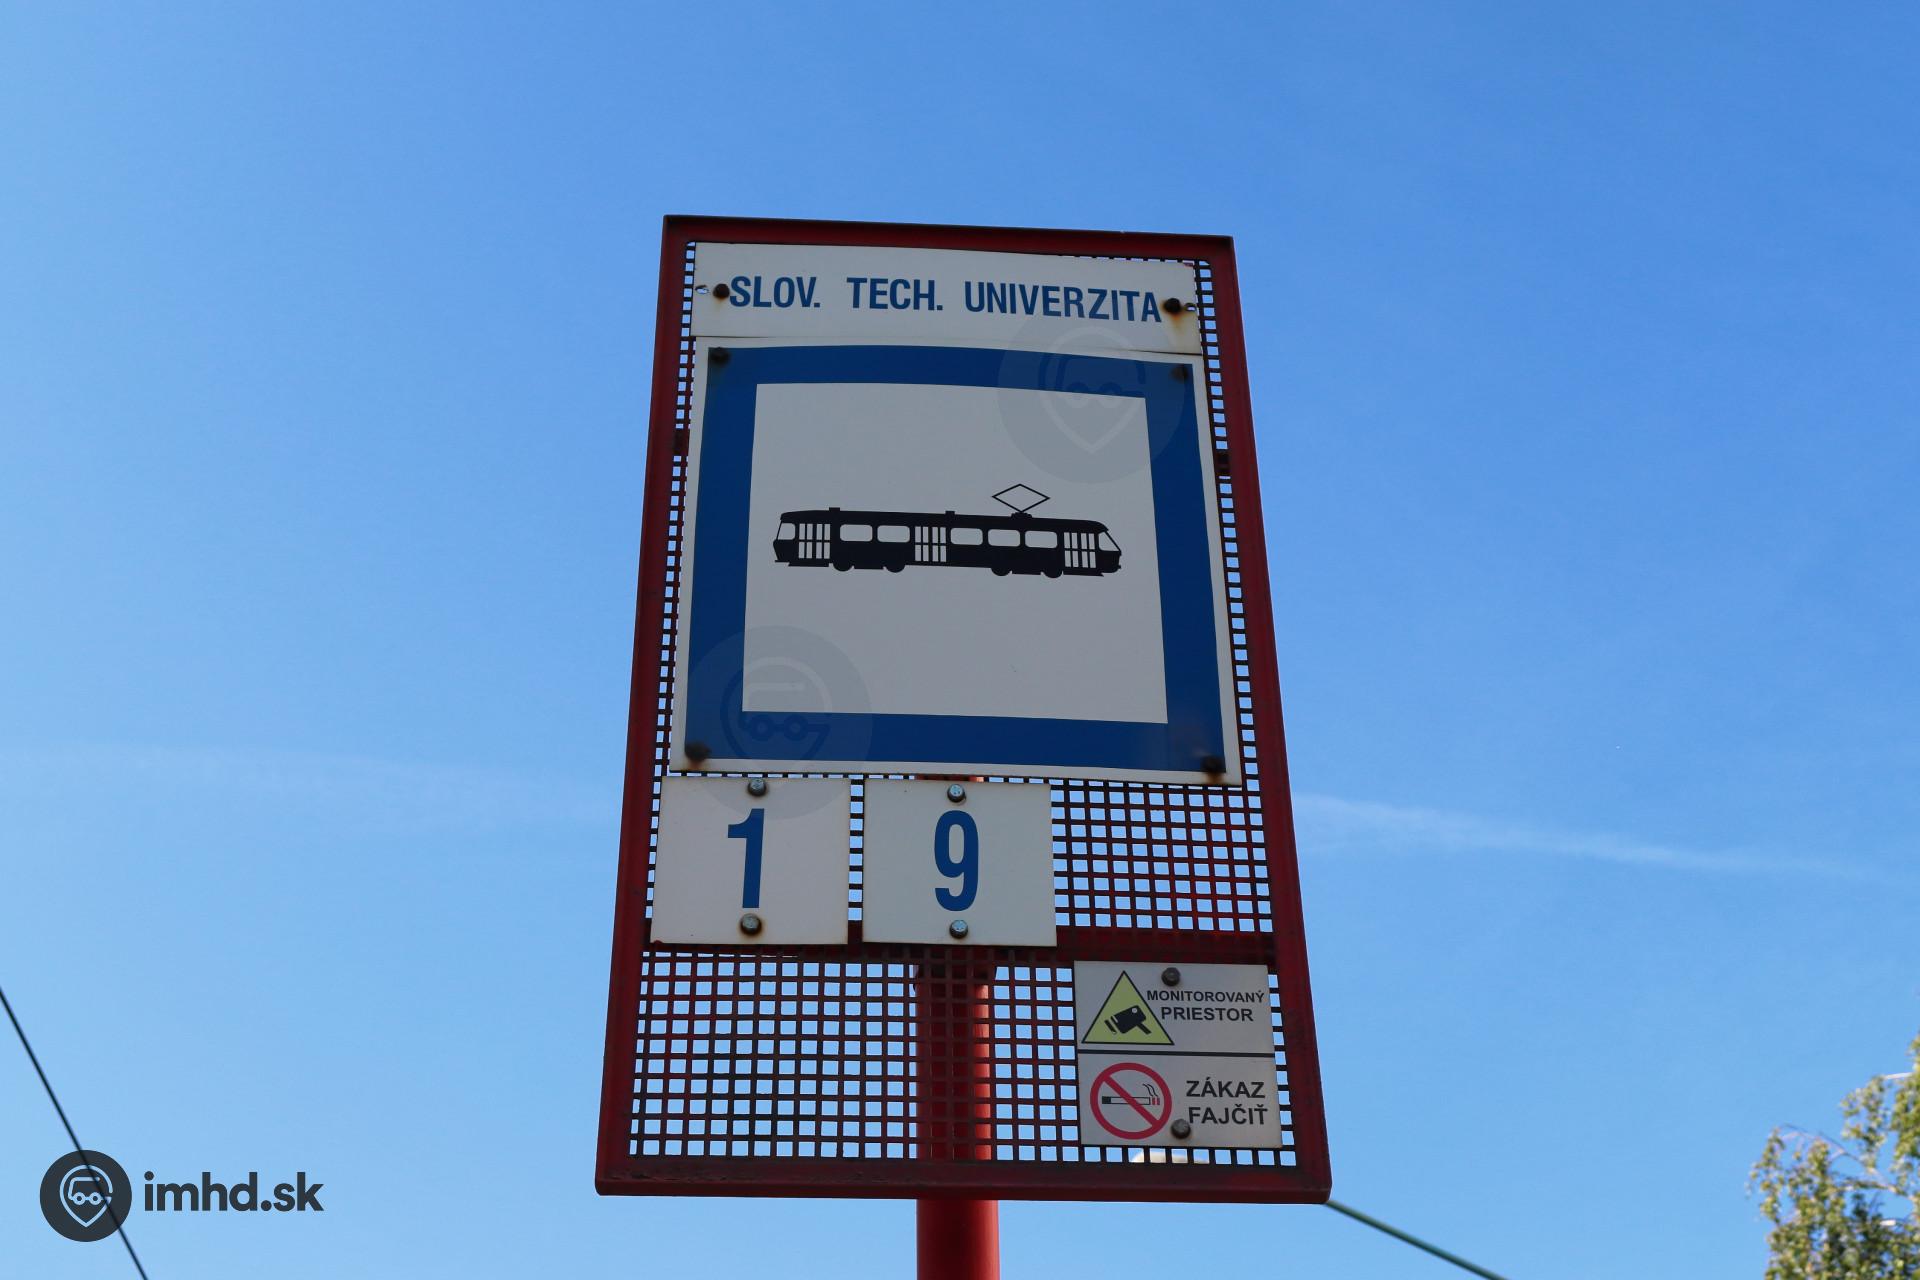 SLOV. TECH. UNIVERZITA
1 9
MONITOROVANÝ
PRIESTOR
ZÁKAZ
FAJČIŤ
imhd.sk